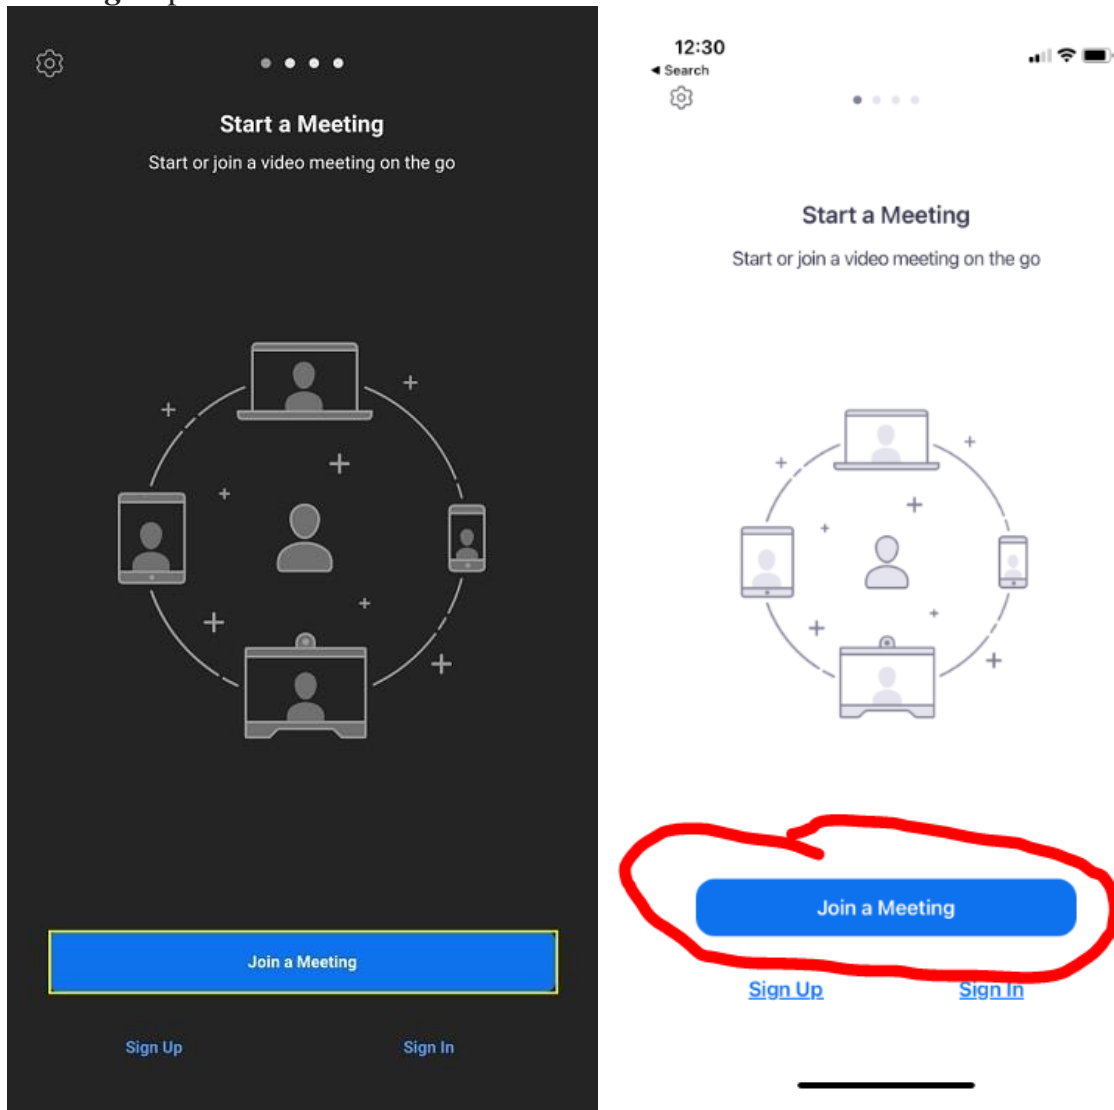 Start a Meeting
Start or join a video meeting on the go
Join a Meeting
Sign Up
Sign In
12:30
◀ Search
Start a Meeting
Start or join a video meeting on the go
Join a Meeting
Sign Up
Sign In